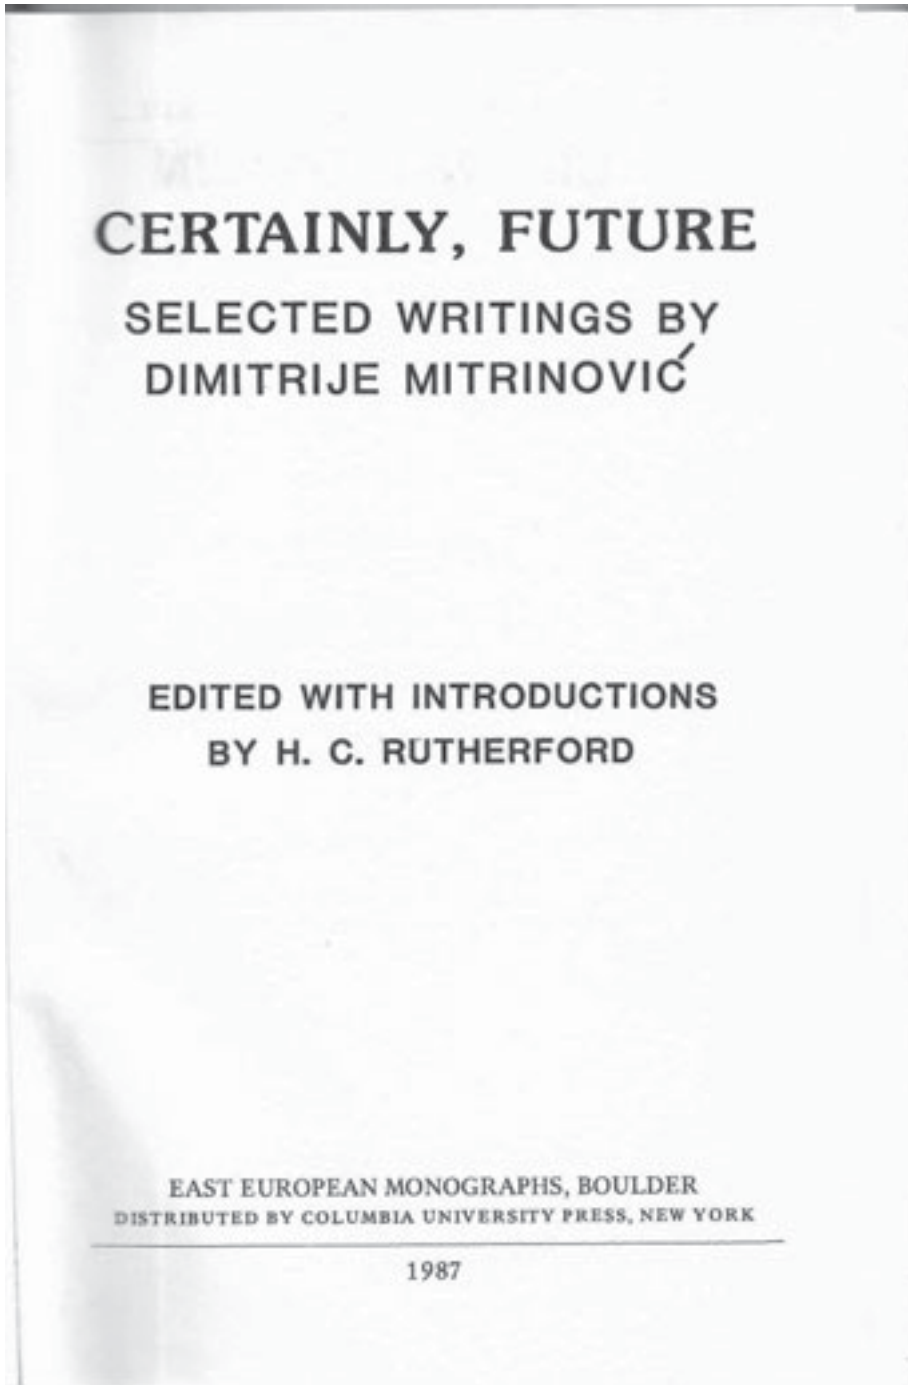 CERTAINLY, FUTURE
SELECTED WRITINGS BY
DIMITRIJE MITRINOVIĆ
EDITED WITH INTRODUCTIONS
BY H. C. RUTHERFORD
EAST EUROPEAN MONOGRAPHS, BOULDER
DISTRIBUTED BY COLUMBIA UNIVERSITY PRESS, NEW YORK
1987